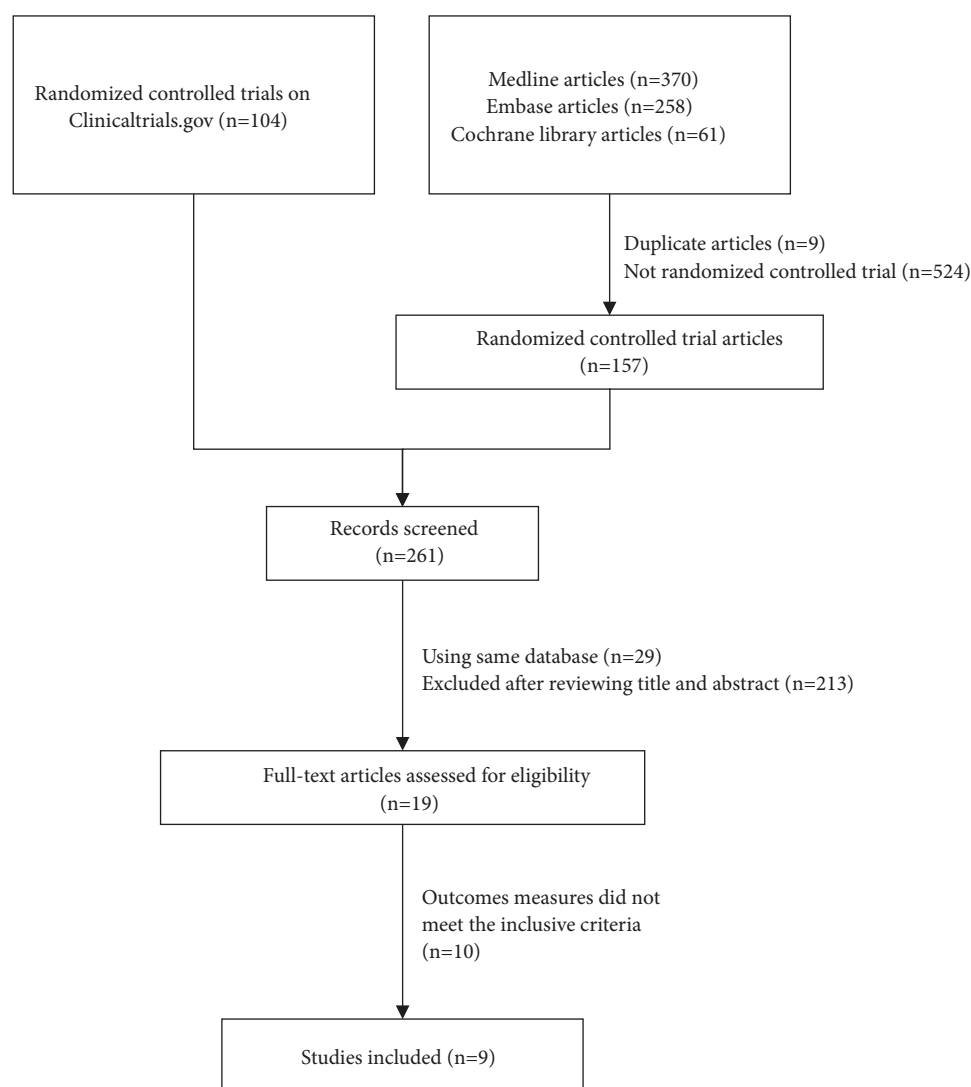 Randomized controlled trials on
Clinicaltrials.gov (n=104)
Medline articles (n=370)
Embase articles (n=258)
Cochrane library articles (n=61)
Duplicate articles (n=9)
Not randomized controlled trial (n=524)
Randomized controlled trial articles
(n=157)
Records screened
(n=261)
Using same database (n=29)
Excluded after reviewing title and abstract (n=213)
Full-text articles assessed for eligibility
(n=19)
Outcomes measures did not
meet the inclusive criteria
(n=10)
Studies included (n=9)